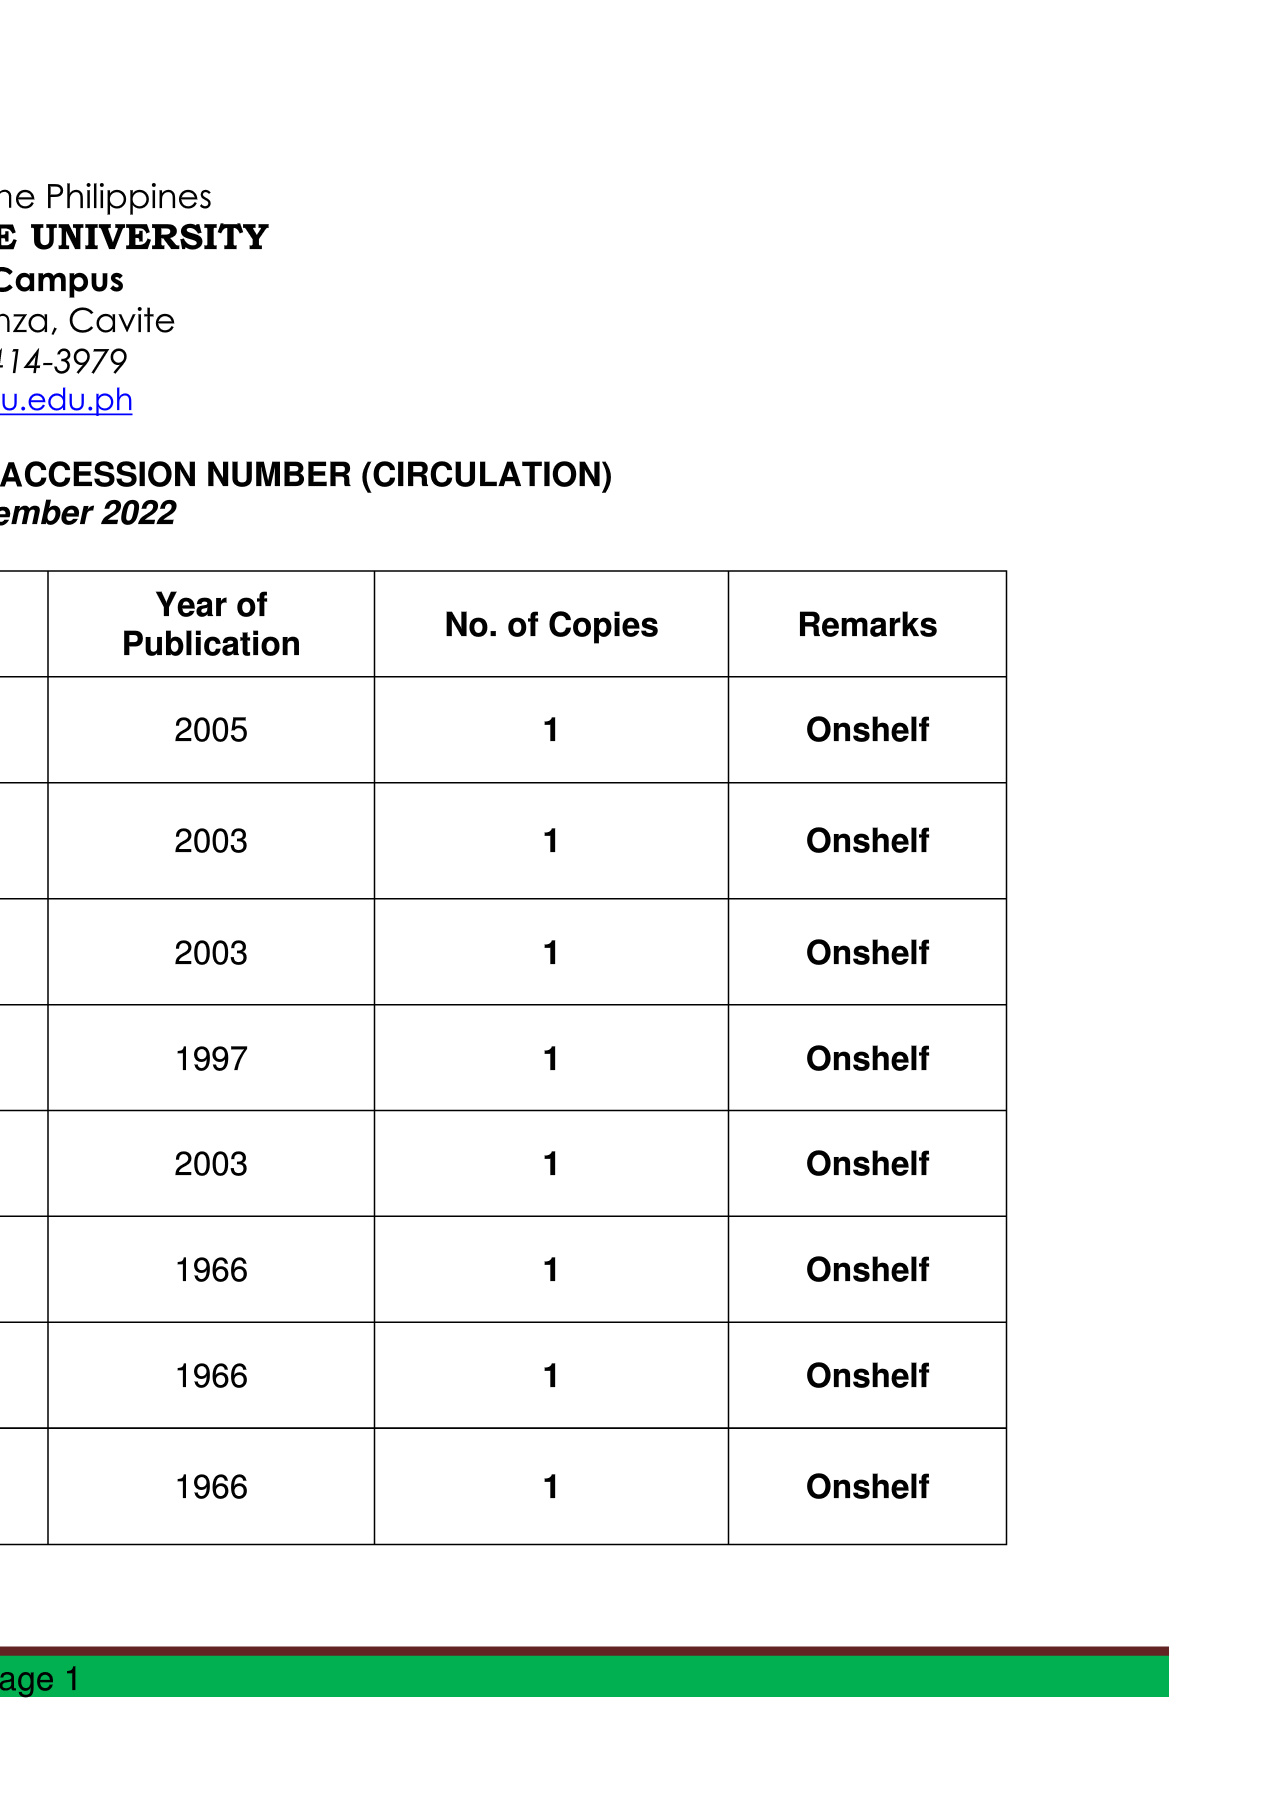 he Philippines
E UNIVERSITY
Campus
nza, Cavite
414-3979
u.edu.ph
ACCESSION NUMBER (CIRCULATION)
ember 2022
Year of Publication No. of Copies Remarks
2005 1 Onshelf
2003 1 Onshelf
2003 1 Onshelf
1997 1 Onshelf
2003 1 Onshelf
1966 1 Onshelf
1966 1 Onshelf
1966 1 Onshelf
age 1